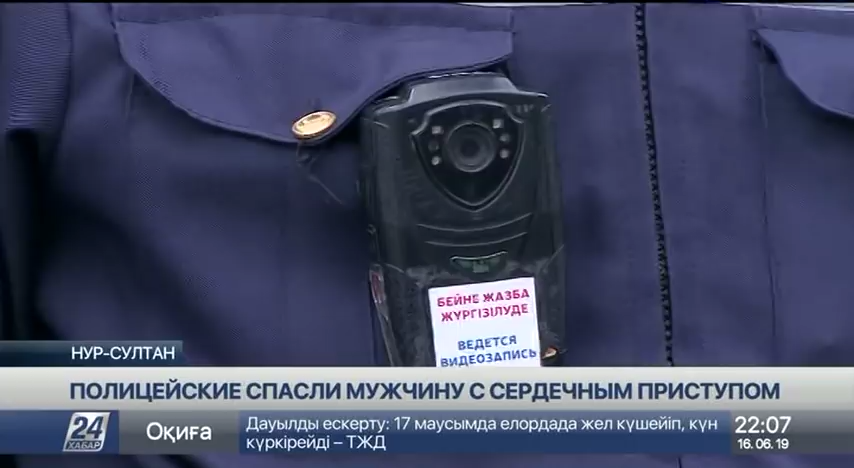 БЕЙНЕ ЖАЗБА
ЖҮРГІЗІЛУДЕ
ВЕДЕТСЯ
ВИДЕОЗАПИСЬ
НУР-СУЛТАН
ПОЛИЦЕЙСКИЕ СПАСЛИ МУЖЧИНУ С СЕРДЕЧНЫМ ПРИСТУПОМ
24
ХАБАР
Оқиға
Дауылды ескерту: 17 маусымда елордада жел күшейіп, күн
күркірейді – ТЖД
22:07
16.06.19